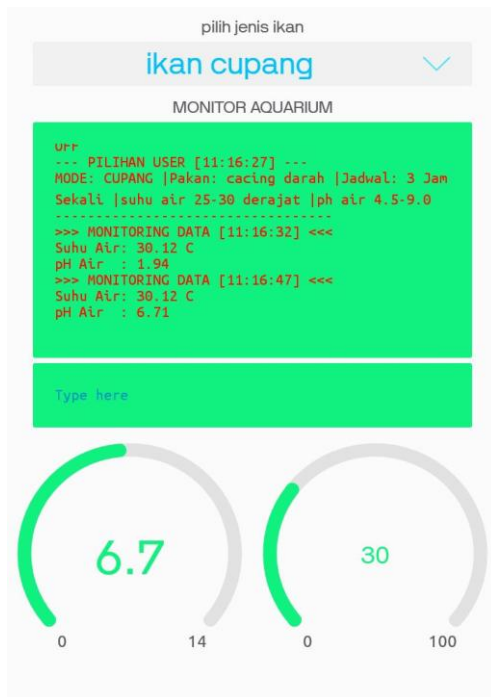 pilih jenis ikan
ikan cupang
MONITOR AQUARIUM
OFF
--- PILIHAN USER [11:16:27] ---
MODE: CUPANG |Pakan: cacing darah |Jadwal: 3 Jam
Sekali |suhu air 25-30 derajat |ph air 4.5-9.0
----------------------------------
>>> MONITORING DATA [11:16:32] <<<
Suhu Air: 30.12 C
pH Air  : 1.94
>>> MONITORING DATA [11:16:47] <<<
Suhu Air: 30.12 C
pH Air  : 6.71
Type here
6.7
0
14
30
0
100